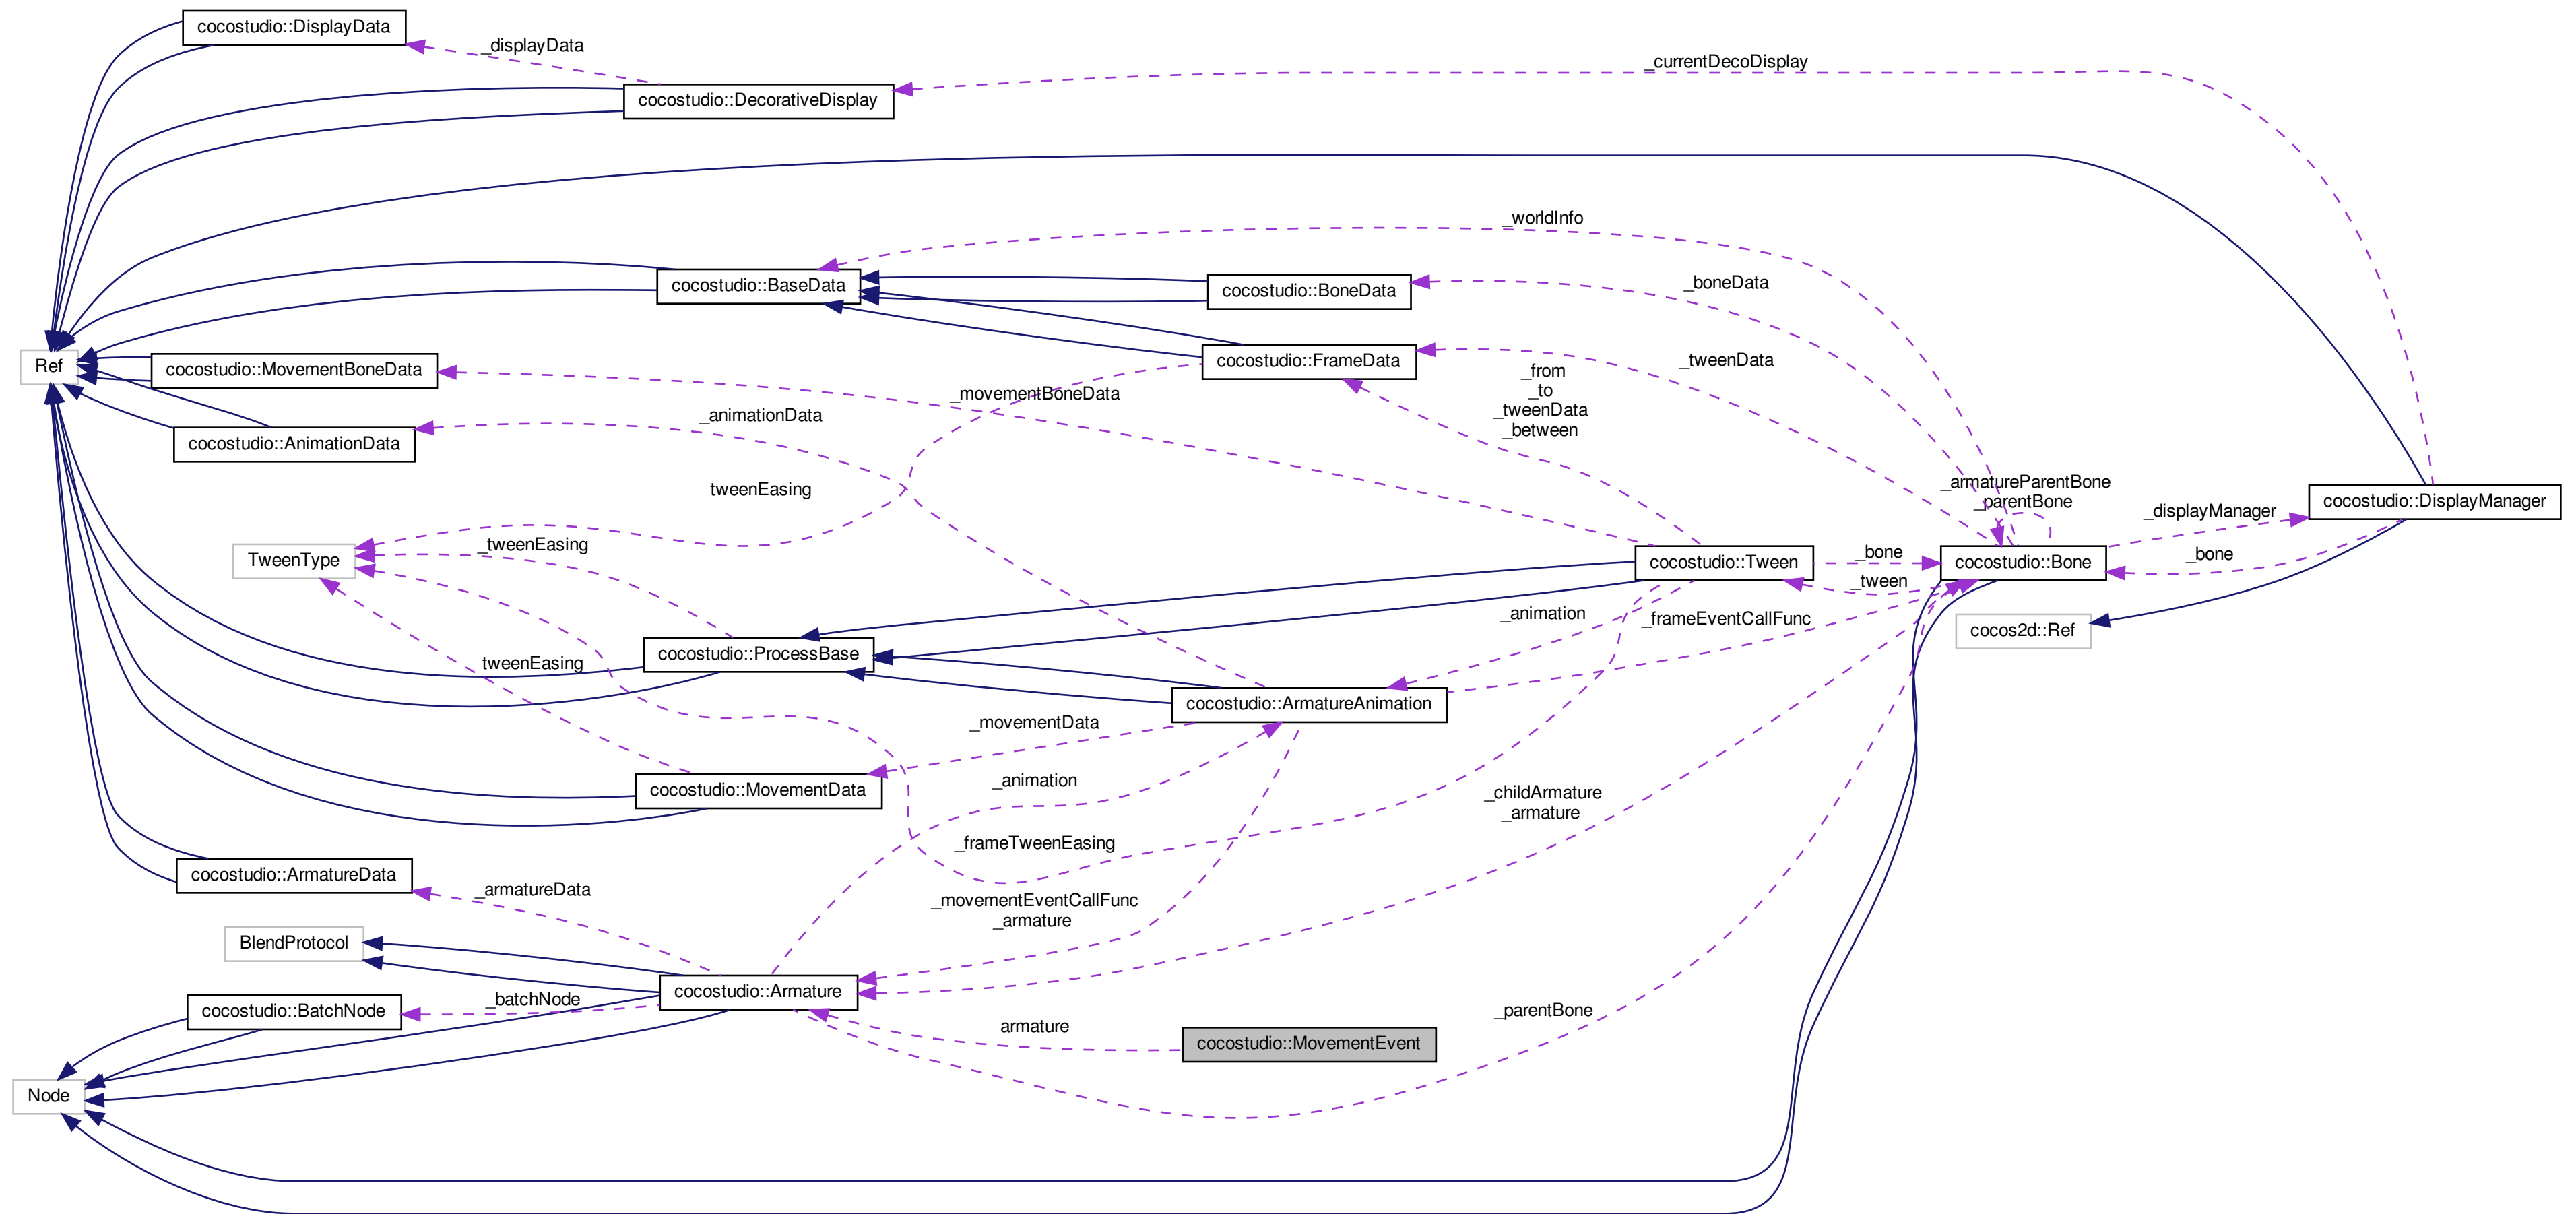 cocostudio::DisplayData
_displayData
_currentDecoDisplay
cocostudio::DecorativeDisplay
_worldInfo
cocostudio::BaseData
_boneData
cocostudio::BoneData
Ref
cocostudio::MovementBoneData
cocostudio::FrameData
_tweenData
_from
_to
_tweenData
_between
_movementBoneData
_animationData
cocostudio::AnimationData
tweenEasing
_armatureParentBone
_parentBone
cocostudio::DisplayManager
_displayManager
TweenType
_tweenEasing
cocostudio::Tween
_bone
cocostudio::Bone
_bone
_tween
_animation
_frameEventCallFunc
cocos2d::Ref
cocostudio::ProcessBase
tweenEasing
cocostudio::ArmatureAnimation
_movementData
cocostudio::MovementData
_animation
_childArmature
_armature
_frameTweenEasing
cocostudio::ArmatureData
_armatureData
_movementEventCallFunc
_armature
BlendProtocol
cocostudio::Armature
_batchNode
cocostudio::BatchNode
_parentBone
armature
cocostudio::MovementEvent
Node